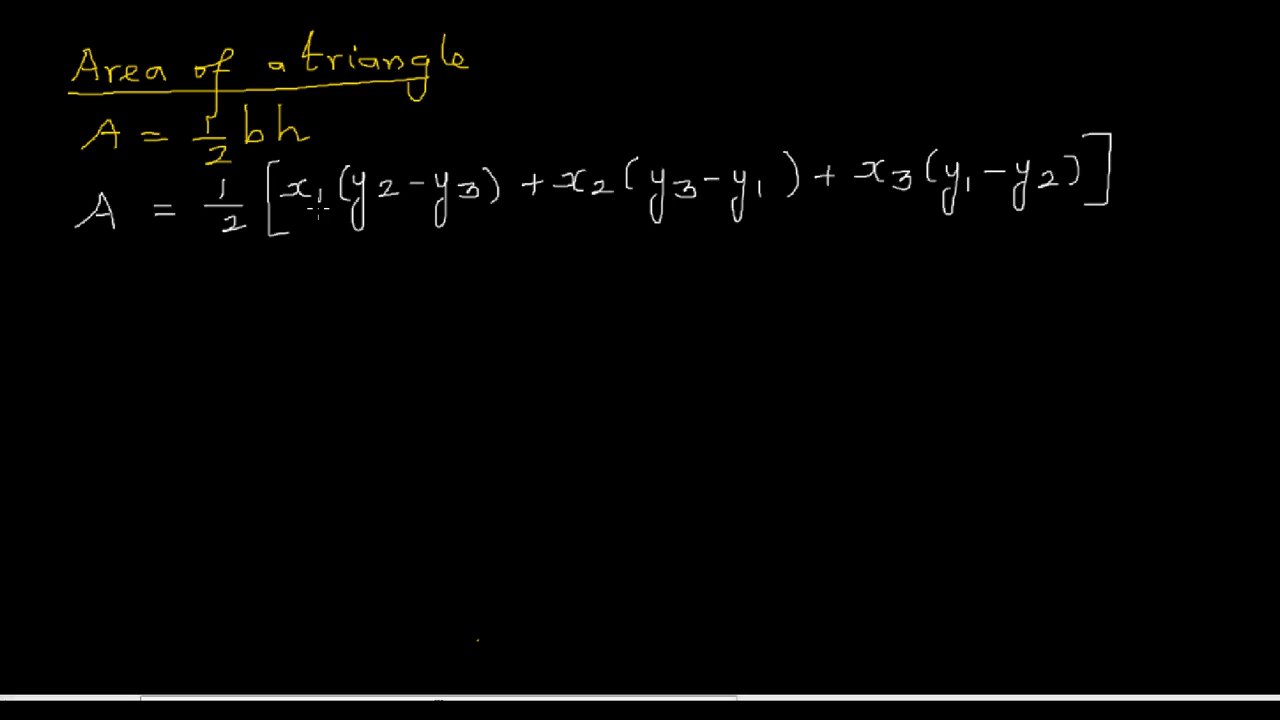 Area of a triangle
A = 1/2 bh
A = 1/2 [x₁(y₂-y₃) + x₂(y₃-y₁) + x₃(y₁-y₂)]